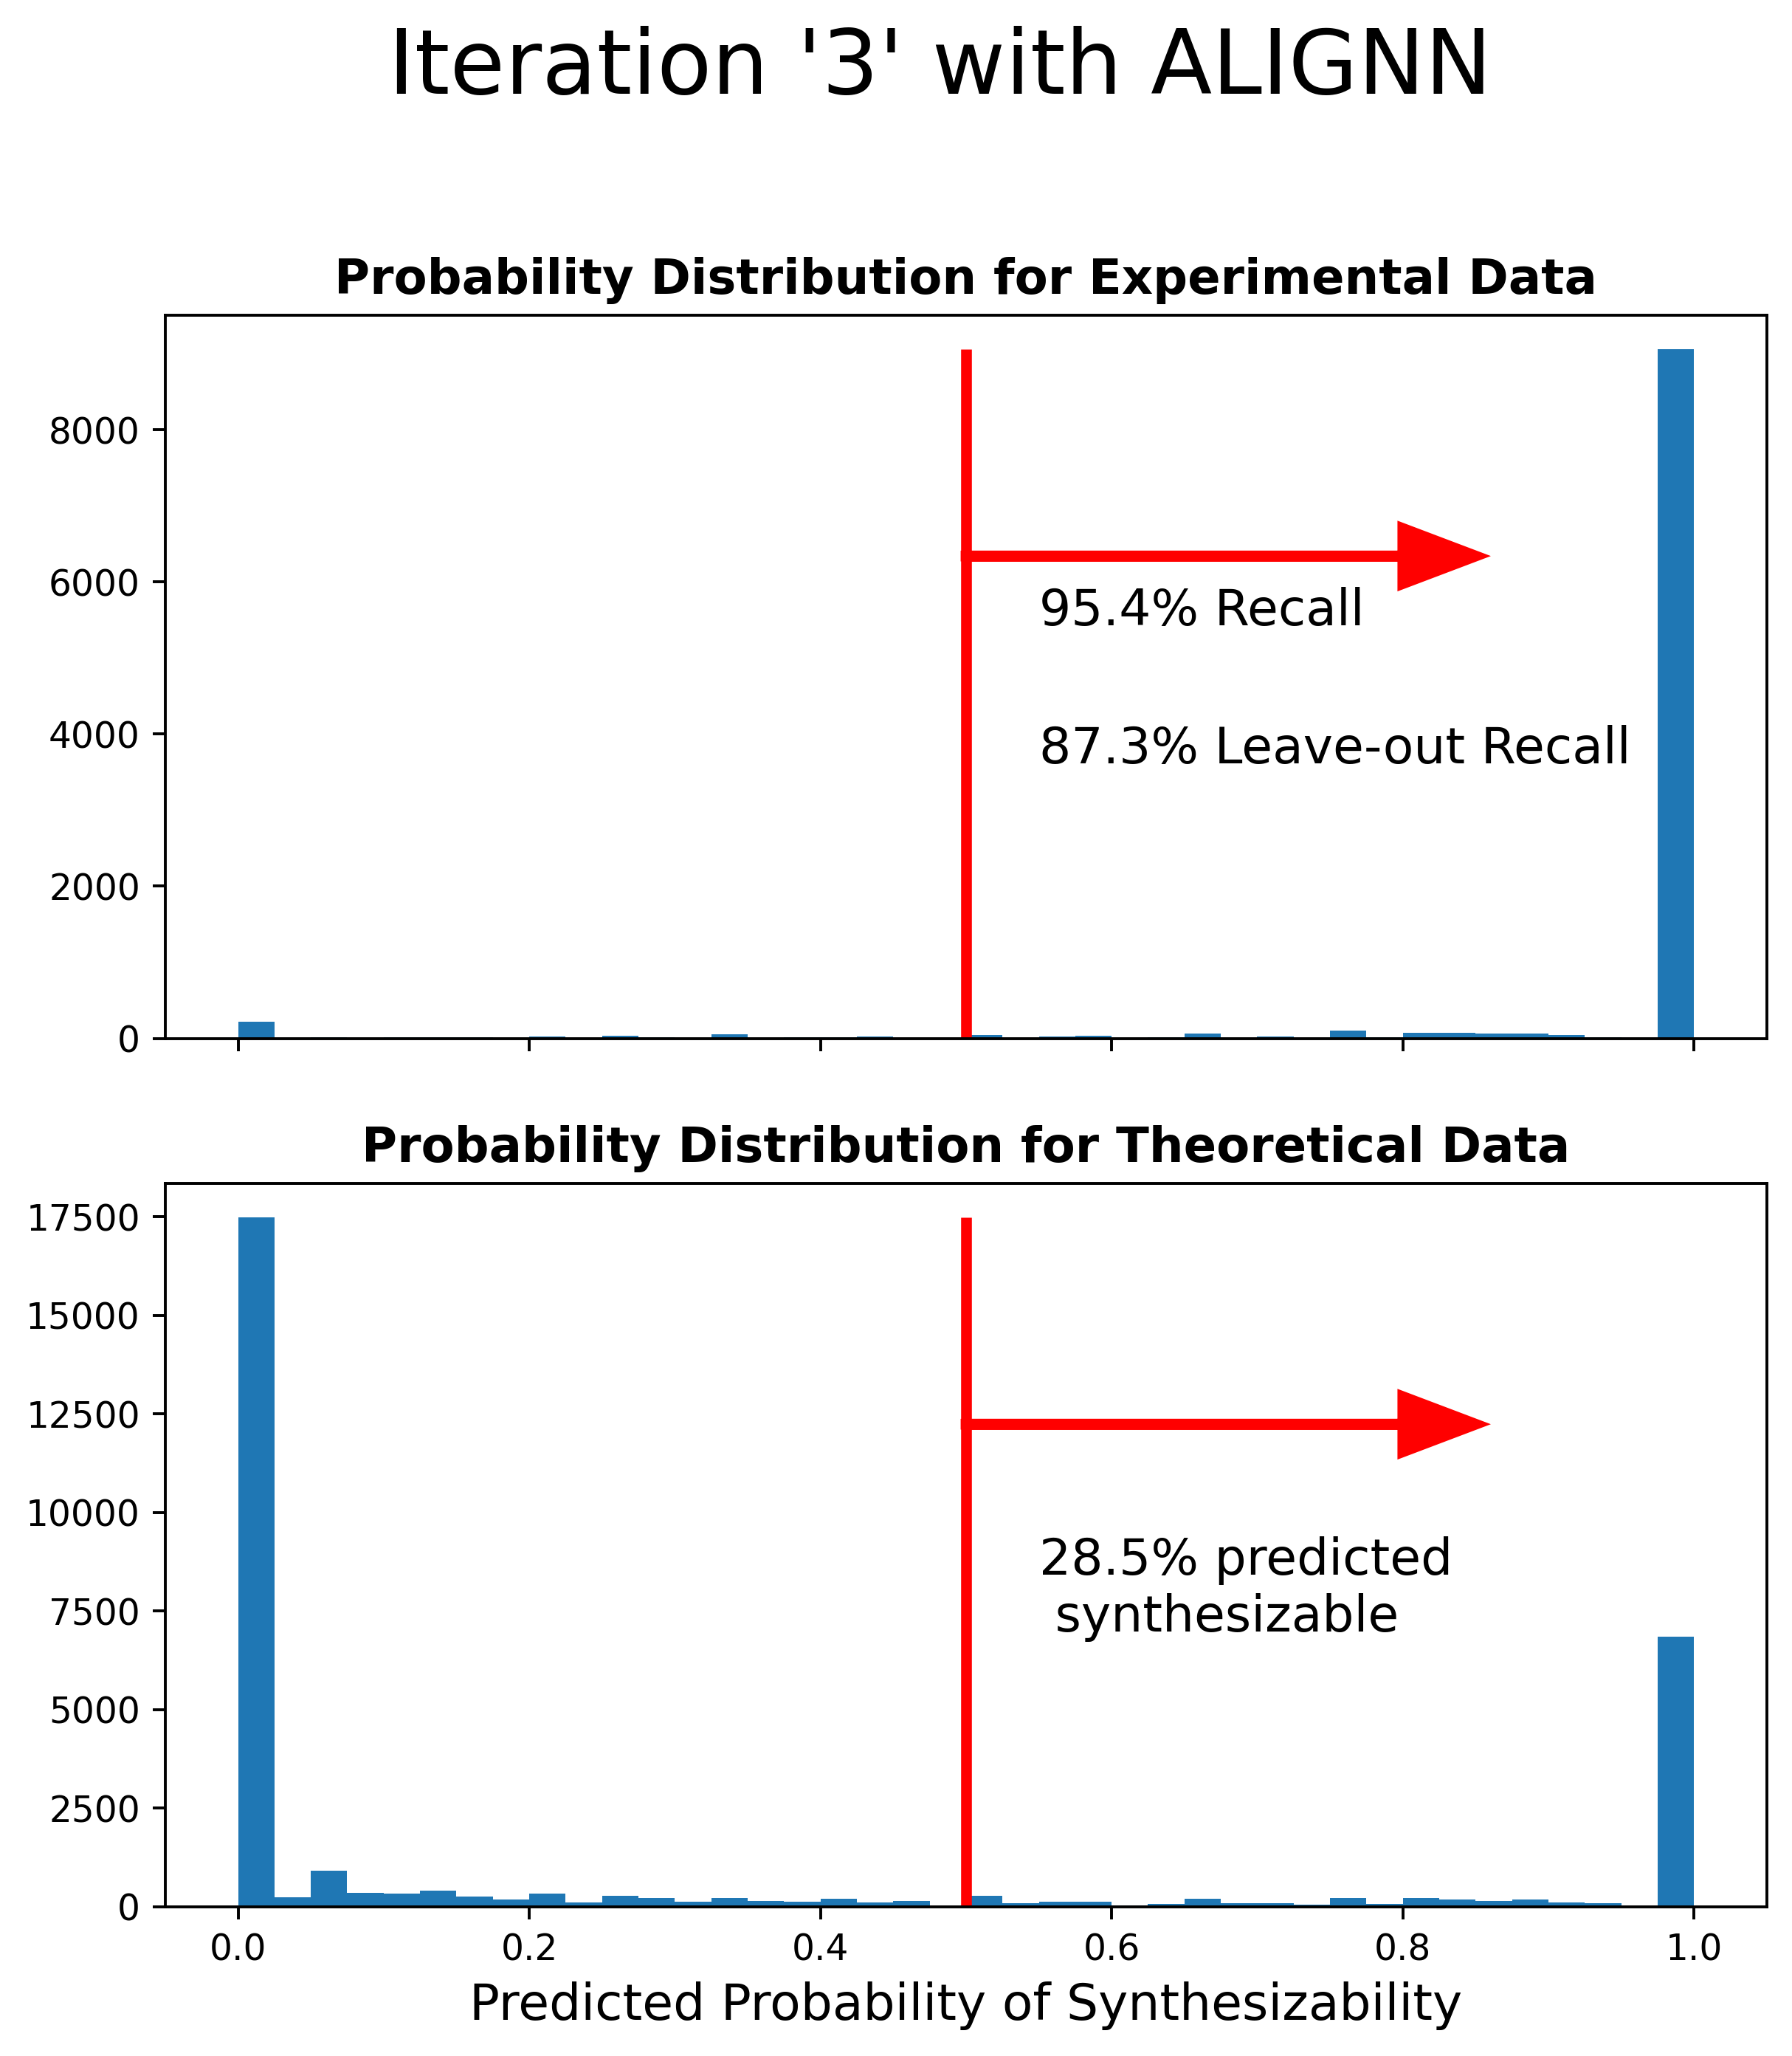 Iteration '3' with ALIGNN
Probability Distribution for Experimental Data
8000
6000
4000
2000
0
95.4% Recall
87.3% Leave-out Recall
Probability Distribution for Theoretical Data
17500
15000
12500
10000
7500
5000
2500
0
28.5% predicted
synthesizable
0.0 0.2 0.4 0.6 0.8 1.0
Predicted Probability of Synthesizability